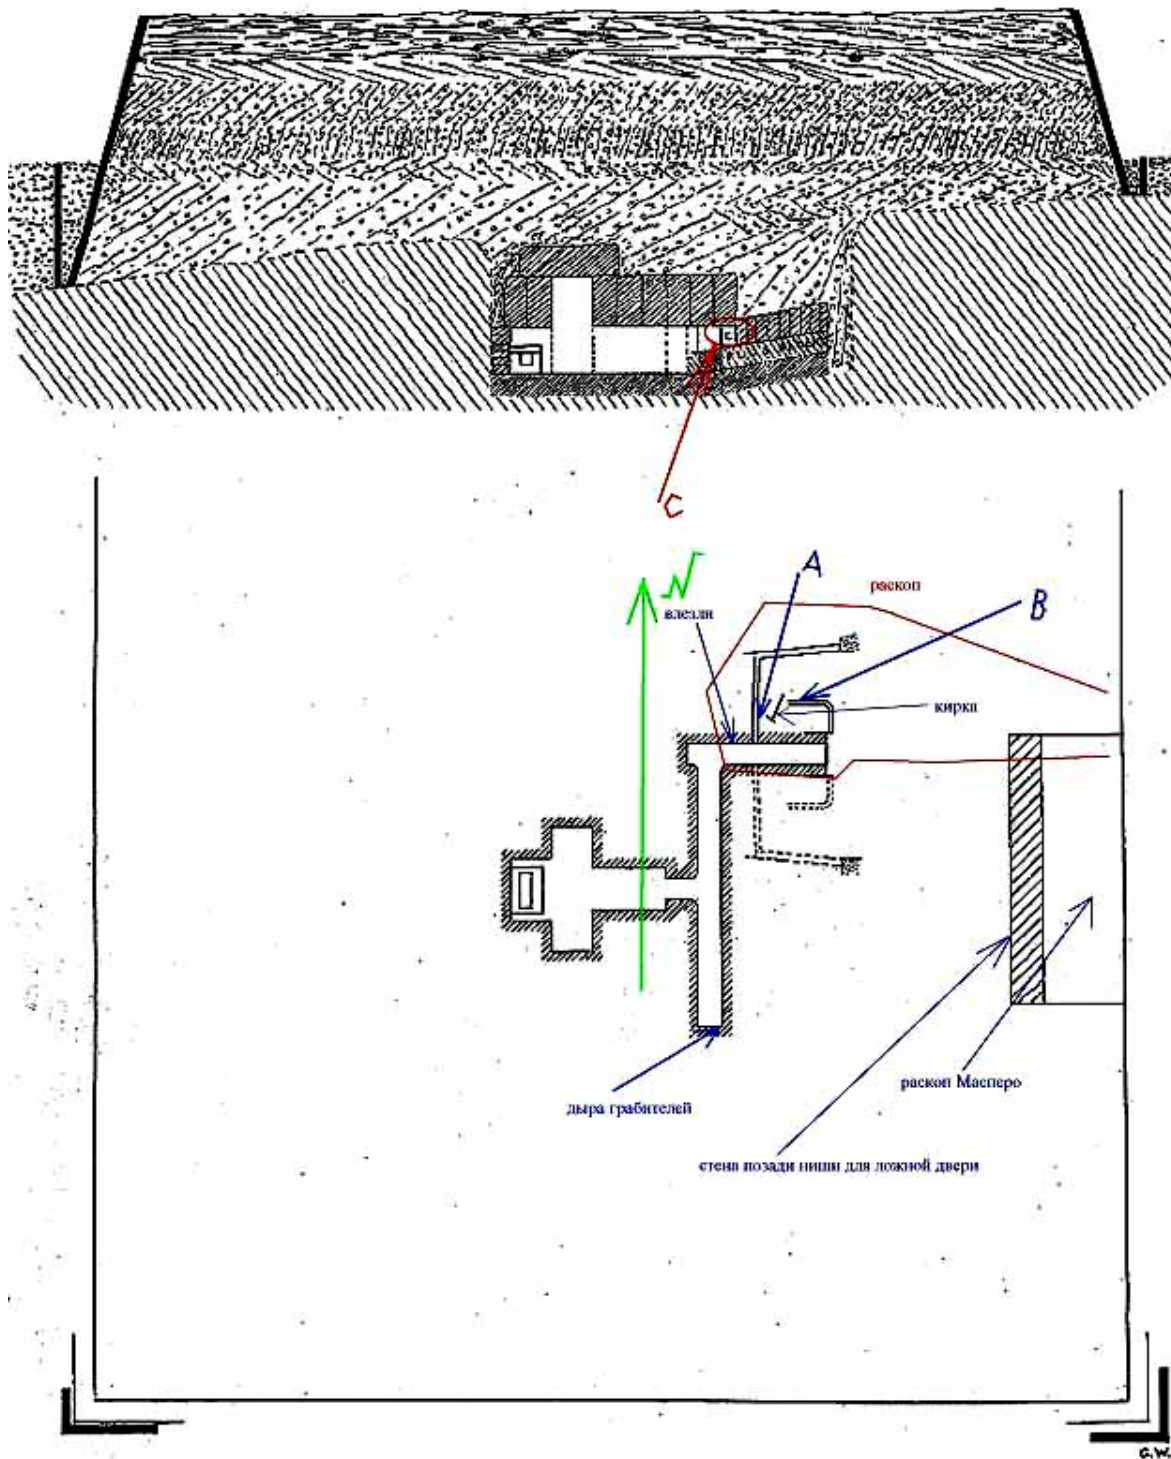 C
N
A
раскоп
B
влезли
кирка
раскоп Масперо
дыра грабителей
стена позади ниши для ложной двери
G.W.